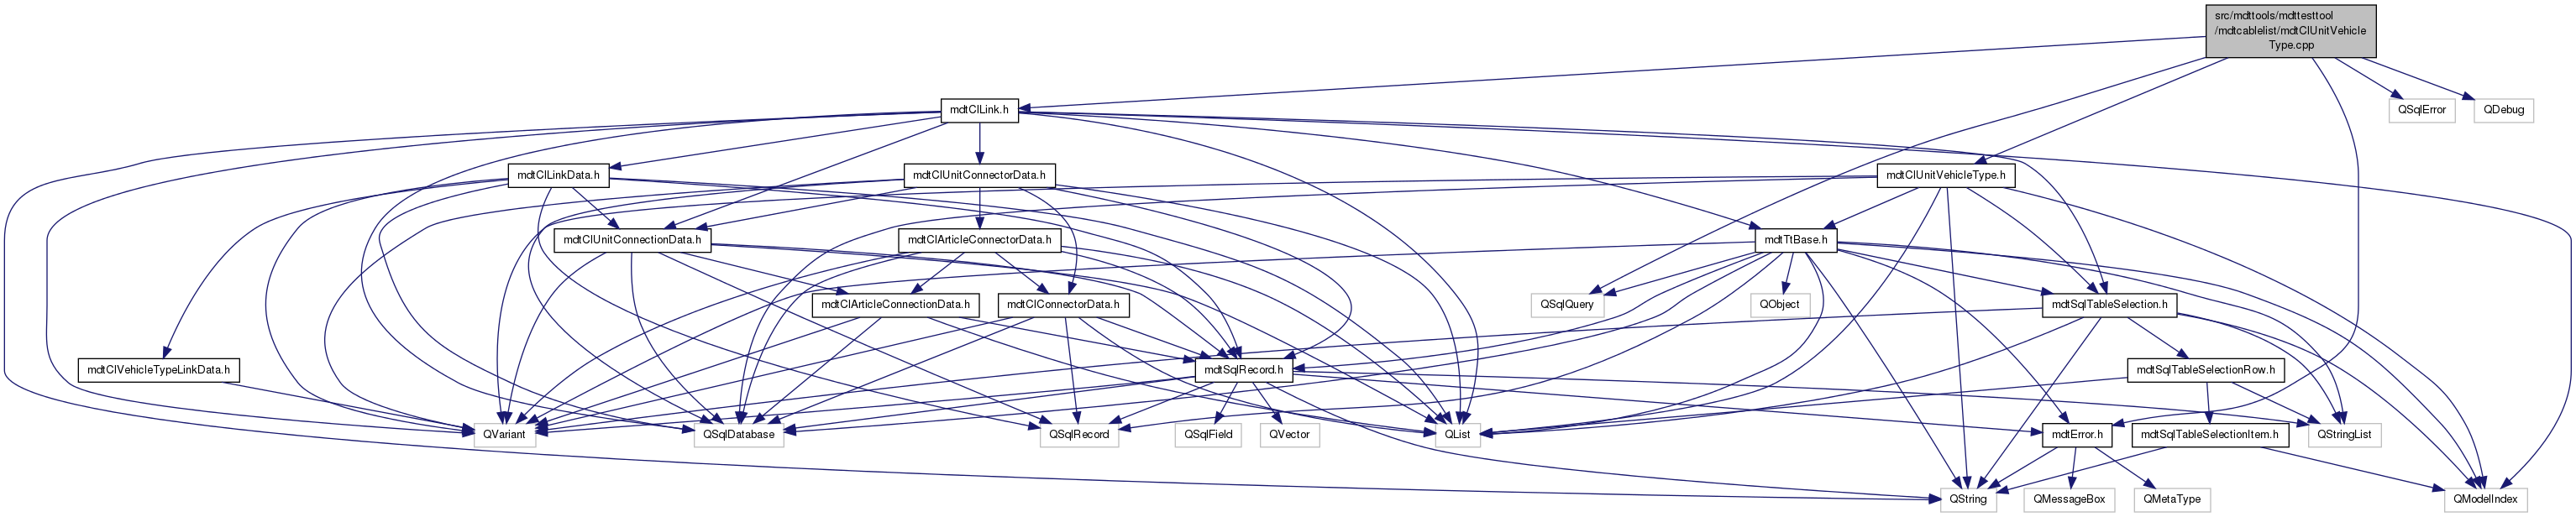 src/mdttools/mdttesttool
/mdtcablelist/mdtClUnitVehicle
Type.cpp
mdtClLink.h
QSqlError
QDebug
mdtClLinkData.h
mdtClUnitConnectorData.h
mdtClUnitVehicleType.h
mdtClUnitConnectionData.h
mdtClArticleConnectorData.h
mdtTtBase.h
mdtClArticleConnectionData.h
mdtClConnectorData.h
QSqlQuery
QObject
mdtSqlTableSelection.h
mdtClVehicleTypeLinkData.h
mdtSqlRecord.h
mdtSqlTableSelectionRow.h
QVariant
QSqlDatabase
QSqlRecord
QSqlField
QVector
QList
mdtError.h
mdtSqlTableSelectionItem.h
QStringList
QString
QMessageBox
QMetaType
QModelIndex